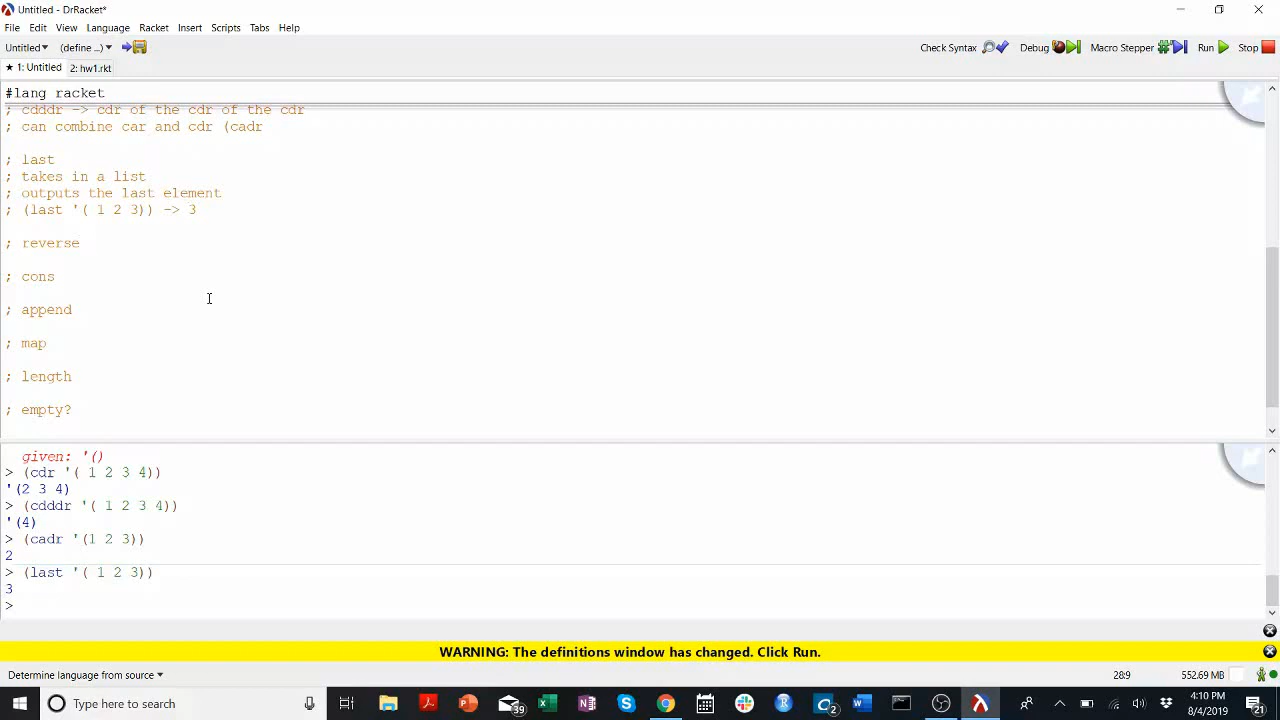 Untitled - DrRacket*
File Edit View Language Racket Insert Scripts Tabs Help
Untitled▾ (define ...)▾ Check Syntax Debug Macro Stepper Run Stop
★ 1: Untitled 2: hw1.rkt
#lang racket
; cdddr -> cdr of the cdr of the cdr
; can combine car and cdr (cadr
; last
; takes in a list
; outputs the last element
; (last '( 1 2 3)) -> 3
; reverse
; cons
; append
; map
; length
; empty?
given: '()
> (cdr '( 1 2 3 4))
'(2 3 4)
> (cdddr '( 1 2 3 4))
'(4)
> (cadr '(1 2 3))
2
> (last '( 1 2 3))
3
>
WARNING: The definitions window has changed. Click Run.
Determine language from source▾ 28:9 552.69 MB
Type here to search 39 2 4:10 PM
8/4/2019 21